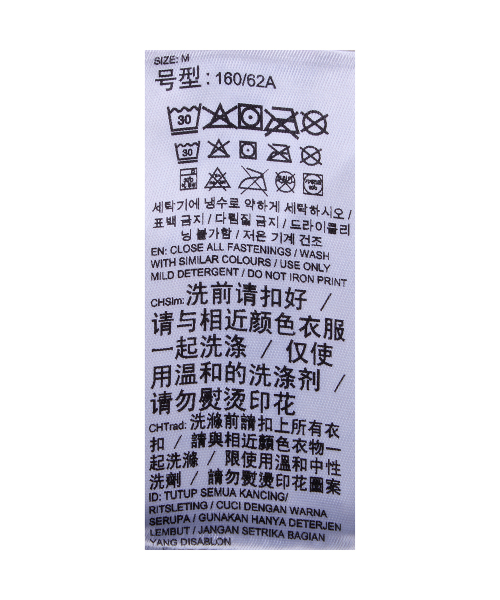 SIZE: M
号型: 160/62A
30
30
세탁기에 냉수로 약하게 세탁하시오 /
표백 금지 / 다림질 금지 / 드라이클리
닝 불가함 / 저온 기계 건조
EN: CLOSE ALL FASTENINGS / WASH
WITH SIMILAR COLOURS / USE ONLY
MILD DETERGENT / DO NOT IRON PRINT
CHSim: 洗前请扣好 /
请与相近颜色衣服
一起洗涤 / 仅使
用温和的洗涤剂 /
请勿熨烫印花
CHTrad: 洗滌前請扣上所有衣
扣 / 請與相近顏色衣物一
起洗滌 / 限使用溫和中性
洗劑 / 請勿熨燙印花圖案
ID: TUTUP SEMUA KANCING/
RITSLETING / CUCI DENGAN WARNA
SERUPA / GUNAKAN HANYA DETERJEN
LEMBUT / JANGAN SETRIKA BAGIAN
YANG DISABLON